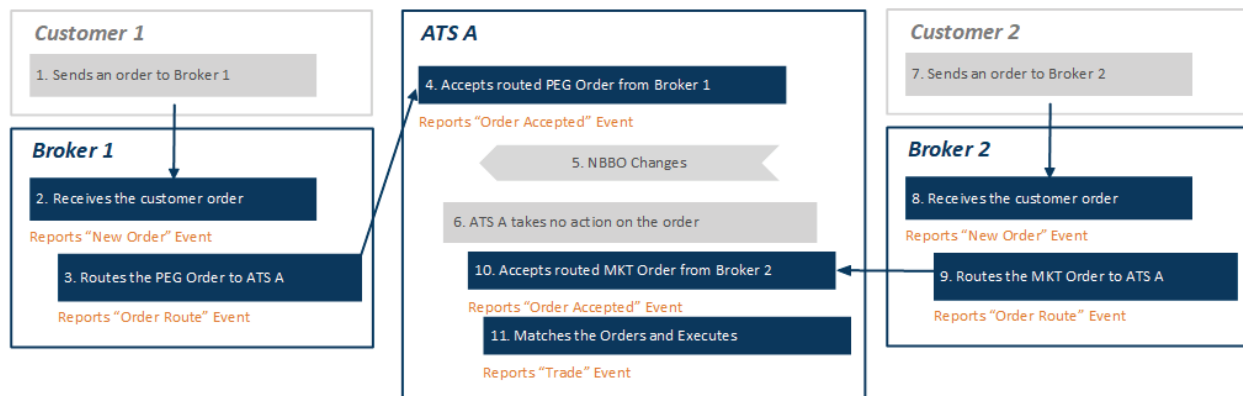 Customer 1
1. Sends an order to Broker 1
Broker 1
2. Receives the customer order
Reports “New Order” Event
3. Routes the PEG Order to ATS A
Reports “Order Route” Event
ATS A
4. Accepts routed PEG Order from Broker 1
Reports “Order Accepted” Event
5. NBBO Changes
6. ATS A takes no action on the order
10. Accepts routed MKT Order from Broker 2
Reports “Order Accepted” Event
11. Matches the Orders and Executes
Reports “Trade” Event
Customer 2
7. Sends an order to Broker 2
Broker 2
8. Receives the customer order
Reports “New Order” Event
9. Routes the MKT Order to ATS A
Reports “Order Route” Event